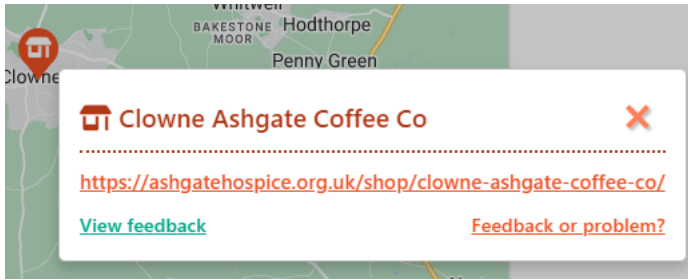 Whitwell
BAKESTONE
MOOR
Hodthorpe
Penny Green
Clowne
Clowne Ashgate Coffee Co
https://ashgatehospice.org.uk/shop/clowne-ashgate-coffee-co/
View feedback
Feedback or problem?